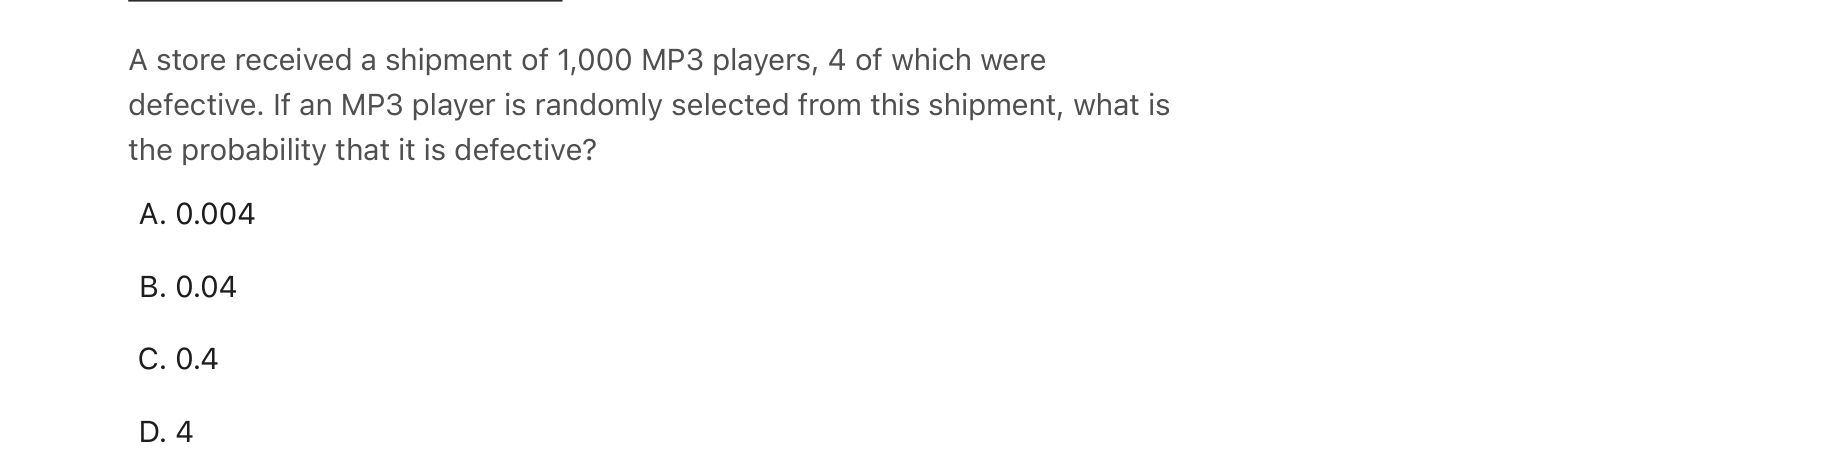 A store received a shipment of 1,000 MP3 players, 4 of which were
defective. If an MP3 player is randomly selected from this shipment, what is
the probability that it is defective?
A. 0.004
B. 0.04
C. 0.4
D. 4